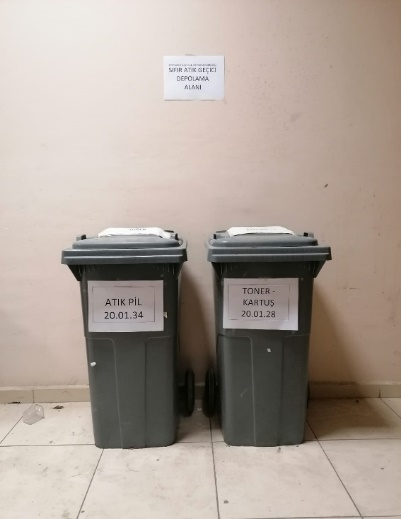 SIFIR ATIK GEÇİCİ
DEPOLAMA
ALANI
ATIK PİL
20.01.34
TONER -
KARTUŞ
20.01.28